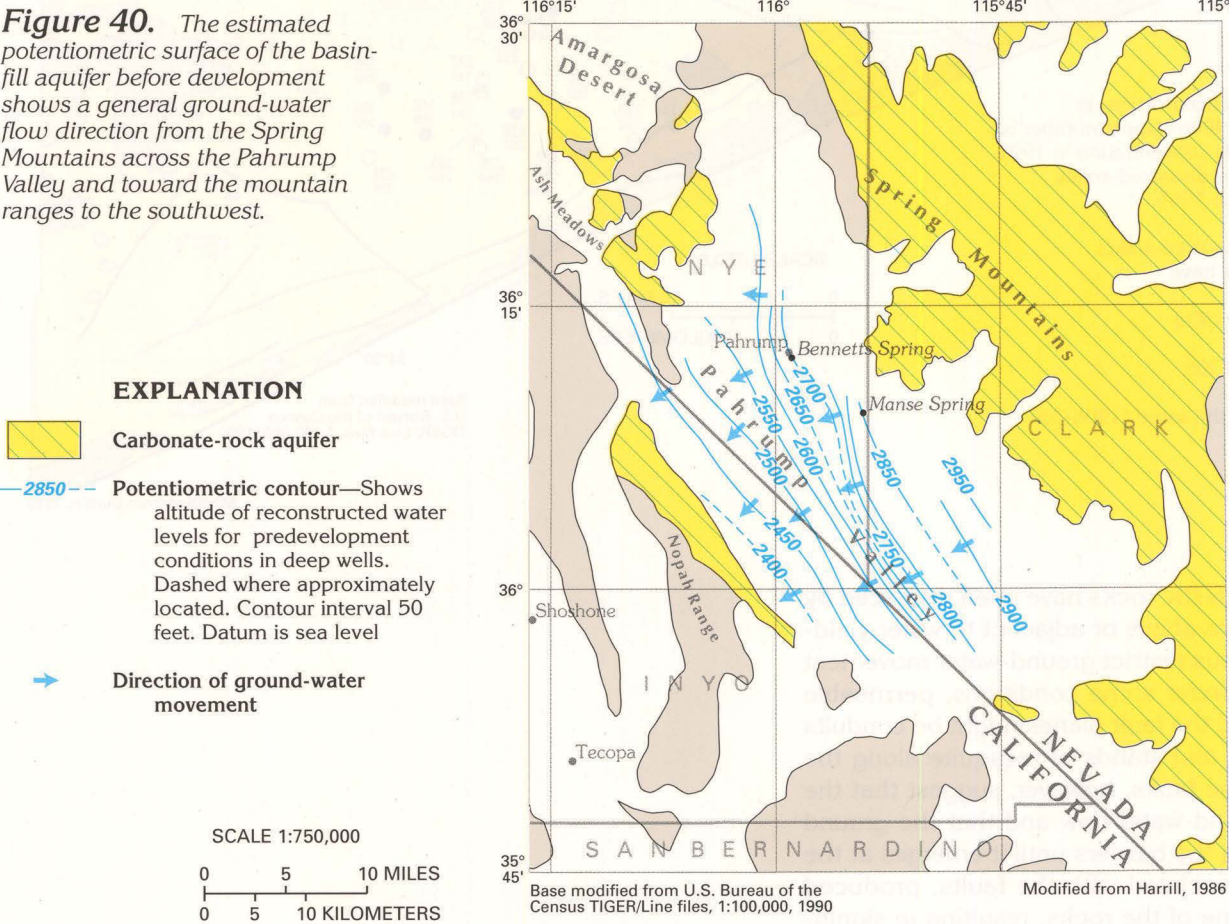 Figure 40. The estimated
potentiometric surface of the basin-
fill aquifer before development
shows a general ground-water
flow direction from the Spring
Mountains across the Pahrump
Valley and toward the mountain
ranges to the southwest.
EXPLANATION
Carbonate-rock aquifer
2850 Potentiometric contour—Shows
altitude of reconstructed water
levels for predevelopment
conditions in deep wells.
Dashed where approximately
located. Contour interval 50
feet. Datum is sea level
Direction of ground-water
movement
SCALE 1:750,000
0 5 10 MILES
0 5 10 KILOMETERS
116°15' 116° 115°45' 115°
36°
30'
Amargosa
Desert
Ash Meadows
Spring Mountains
NYE
36°
15'
Pahrump
Bennetts Spring
Manse Spring
CLARK
Pahrump Valley
2700
2650
2550
2600
2500
2850
2950
2450
2400
2750
2800
2900
36°
Shoshone
Nopah Range
INYO
Tecopa
NEVADA
CALIFORNIA
SAN BERNARDINO
35°
45'
Base modified from U.S. Bureau of the
Census TIGER/Line files, 1:100,000, 1990
Modified from Harrill, 1986